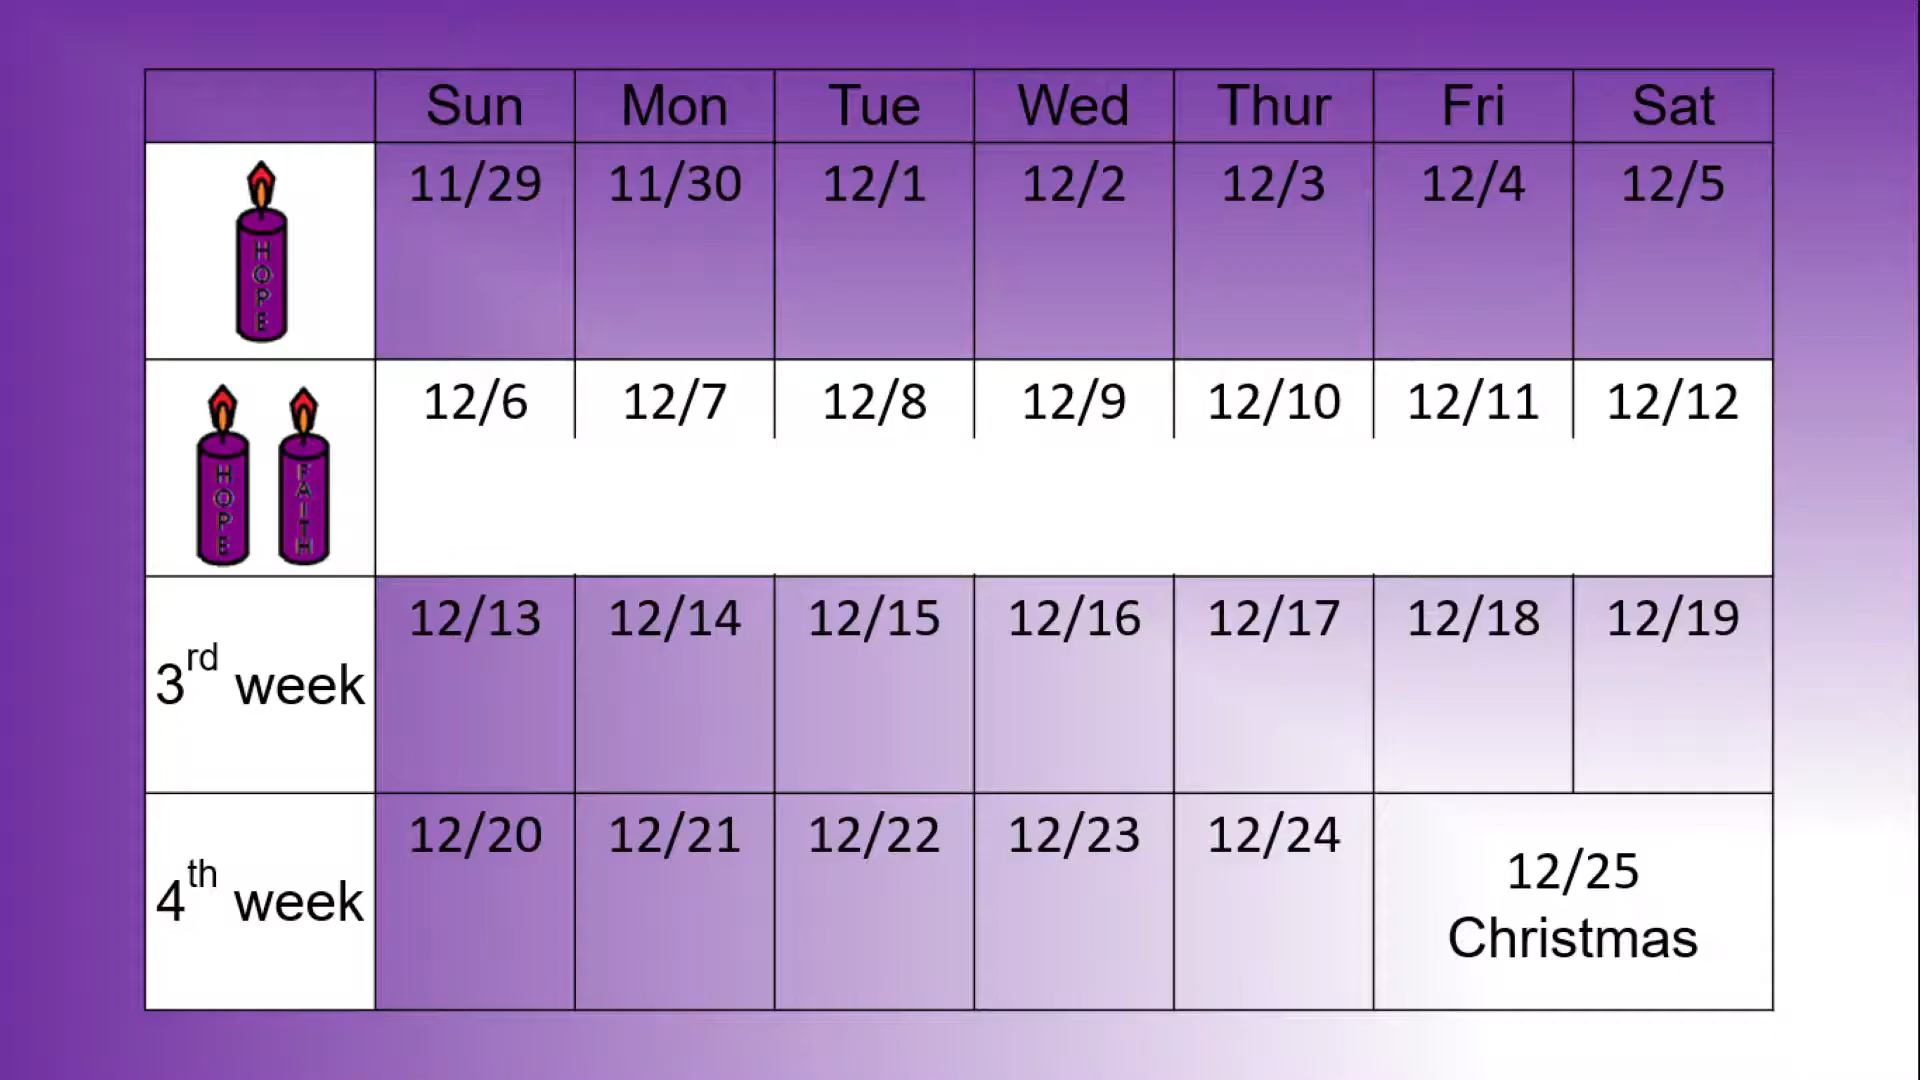 Sun Mon Tue Wed Thur Fri Sat
HOPE
11/29 11/30 12/1 12/2 12/3 12/4 12/5
HOPE FAITH
12/6 12/7 12/8 12/9 12/10 12/11 12/12
3rd week
12/13 12/14 12/15 12/16 12/17 12/18 12/19
4th week
12/20 12/21 12/22 12/23 12/24
12/25
Christmas